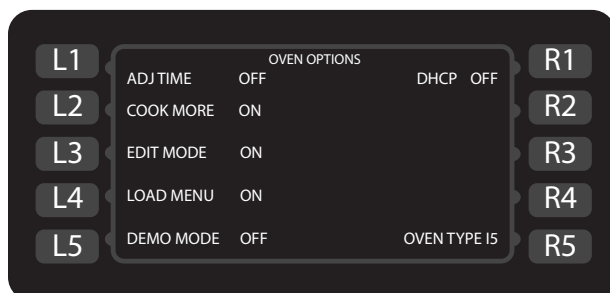 OVEN OPTIONS
L1 ADJ TIME OFF DHCP OFF R1
L2 COOK MORE ON R2
L3 EDIT MODE ON R3
L4 LOAD MENU ON R4
L5 DEMO MODE OFF OVEN TYPE I5 R5